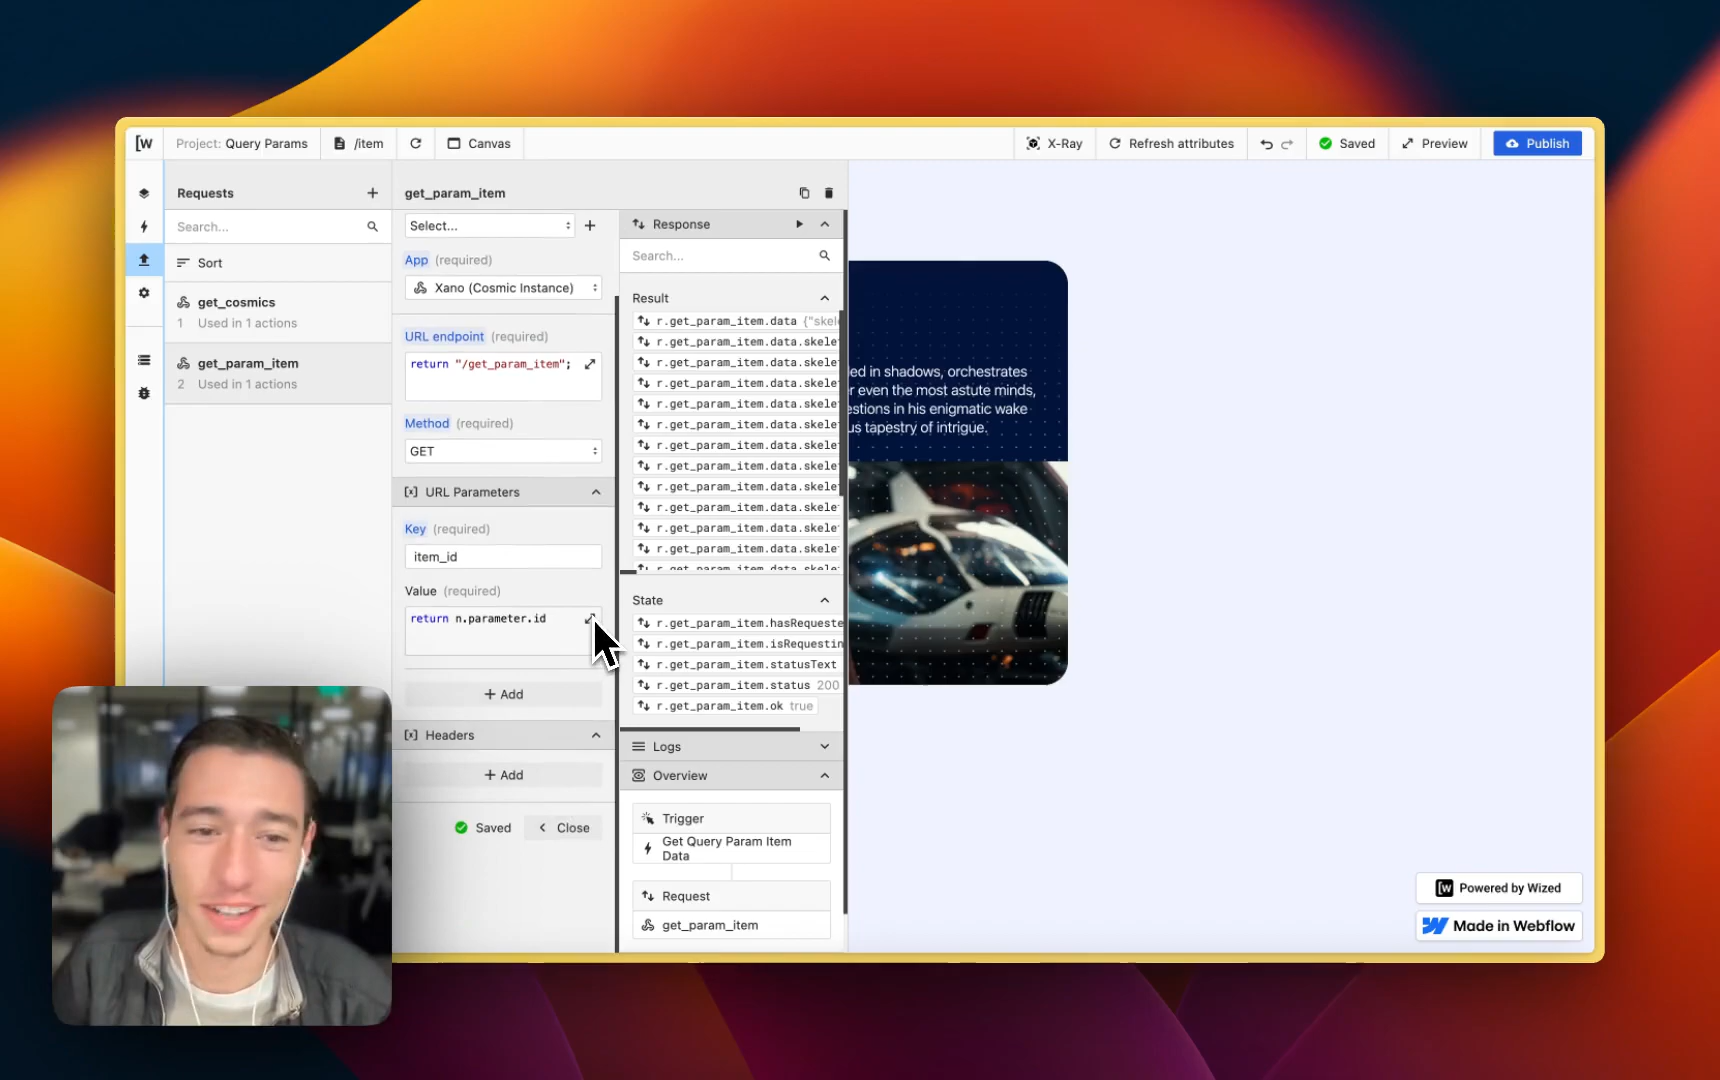 [W
Project: Query Params
/item
Canvas
X-Ray
Refresh attributes
Saved
Preview
Publish
Requests
Search...
Sort
get_cosmics
1 Used in 1 actions
get_param_item
2 Used in 1 actions
get_param_item
Select...
App (required)
Xano (Cosmic Instance)
URL endpoint (required)
return "/get_param_item";
Method (required)
GET
[x] URL Parameters
Key (required)
item_id
Value (required)
return n.parameter.id
+ Add
[x] Headers
+ Add
Saved
Close
Response
Search...
Result
r.get_param_item.data {"skel
r.get_param_item.data.skele
r.get_param_item.data.skele
r.get_param_item.data.skele
r.get_param_item.data.skele
r.get_param_item.data.skele
r.get_param_item.data.skele
r.get_param_item.data.skele
r.get_param_item.data.skele
r.get_param_item.data.skele
r.get_param_item.data.skele
r.get_param_item.data.skele
r.get_param_item.data.skele
State
r.get_param_item.hasRequeste
r.get_param_item.isRequestin
r.get_param_item.statusText
r.get_param_item.status 200
r.get_param_item.ok true
Logs
Overview
Trigger
Get Query Param Item
Data
Request
get_param_item
led in shadows, orchestrates
r even the most astute minds,
estions in his enigmatic wake
us tapestry of intrigue.
[W Powered by Wized
Made in Webflow